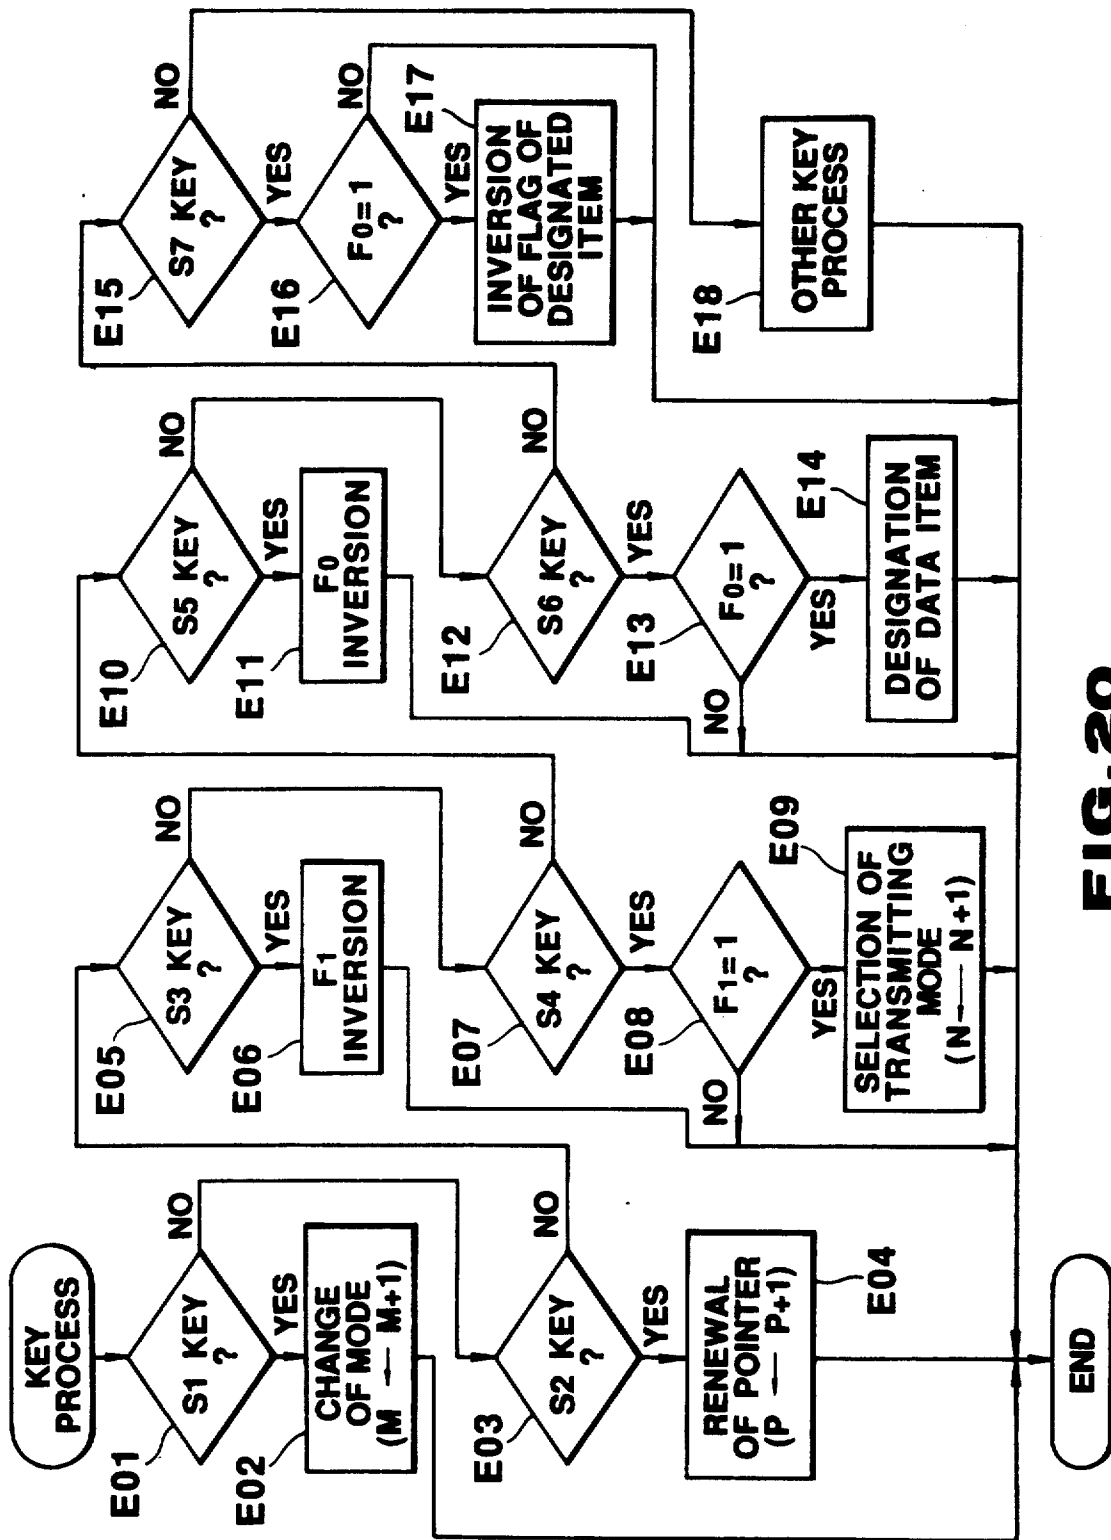 KEY
PROCESS
E01
S1 KEY
?
NO
YES
E02
CHANGE
OF MODE
(M ← M+1)
E03
S2 KEY
?
NO
YES
E04
RENEWAL
OF POINTER
(P ← P+1)
END
E05
S3 KEY
?
NO
YES
E06
F1
INVERSION
E07
S4 KEY
?
NO
YES
E08
F1=1
?
NO
YES
E09
SELECTION OF
TRANSMITTING
MODE
(N ← N+1)
E10
S5 KEY
?
NO
YES
E11
F0
INVERSION
E12
S6 KEY
?
NO
YES
E13
F0=1
?
NO
YES
E14
DESIGNATION
OF DATA ITEM
E15
S7 KEY
?
NO
YES
E16
F0=1
?
NO
YES
E17
INVERSION
OF FLAG OF
DESIGNATED
ITEM
E18
OTHER KEY
PROCESS
FIG.20